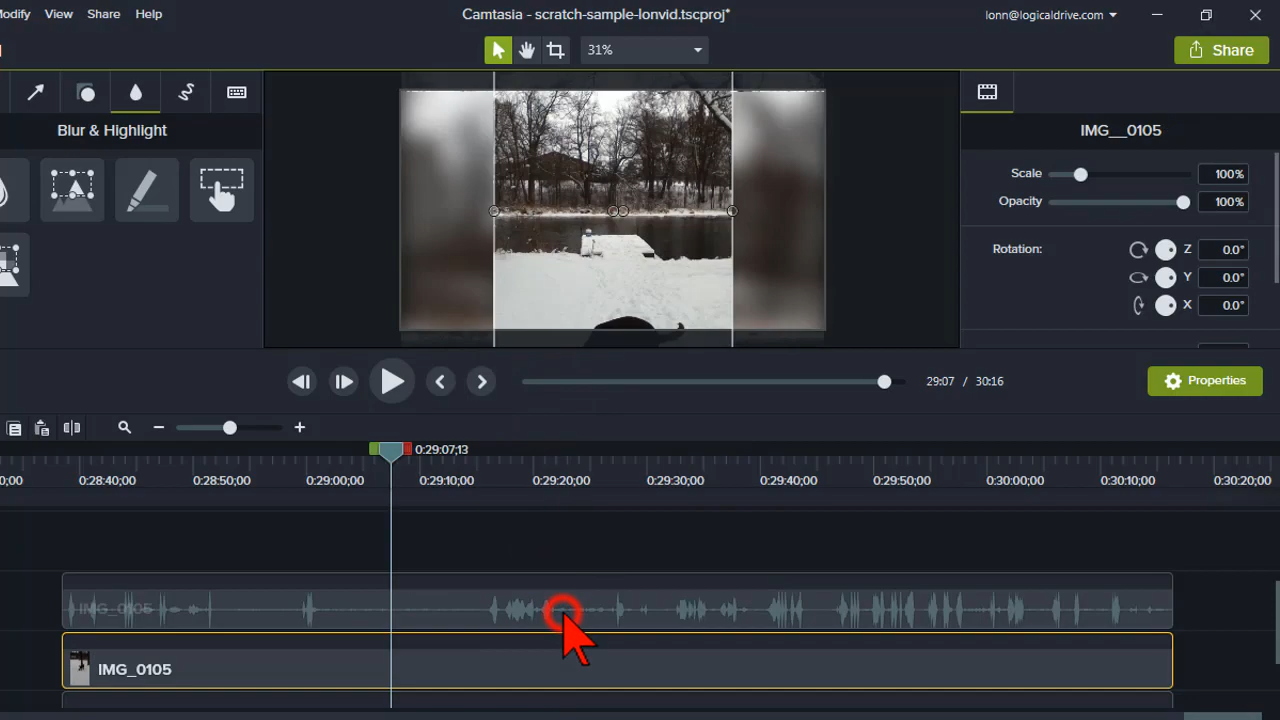 Modify View Share Help
Camtasia - scratch-sample-lonvid.tscproj*
lonn@logicaldrive.com
31%
Share
Blur & Highlight
IMG__0105
Scale 100%
Opacity 100%
Rotation: Z 0.0°
Y 0.0°
X 0.0°
29:07 / 30:16
Properties
0:29:07;13
0:28:40;00 0:28:50;00 0:29:00;00 0:29:10;00 0:29:20;00 0:29:30;00 0:29:40;00 0:29:50;00 0:30:00;00 0:30:10;00 0:30:20;00
IMG_0105
IMG_0105